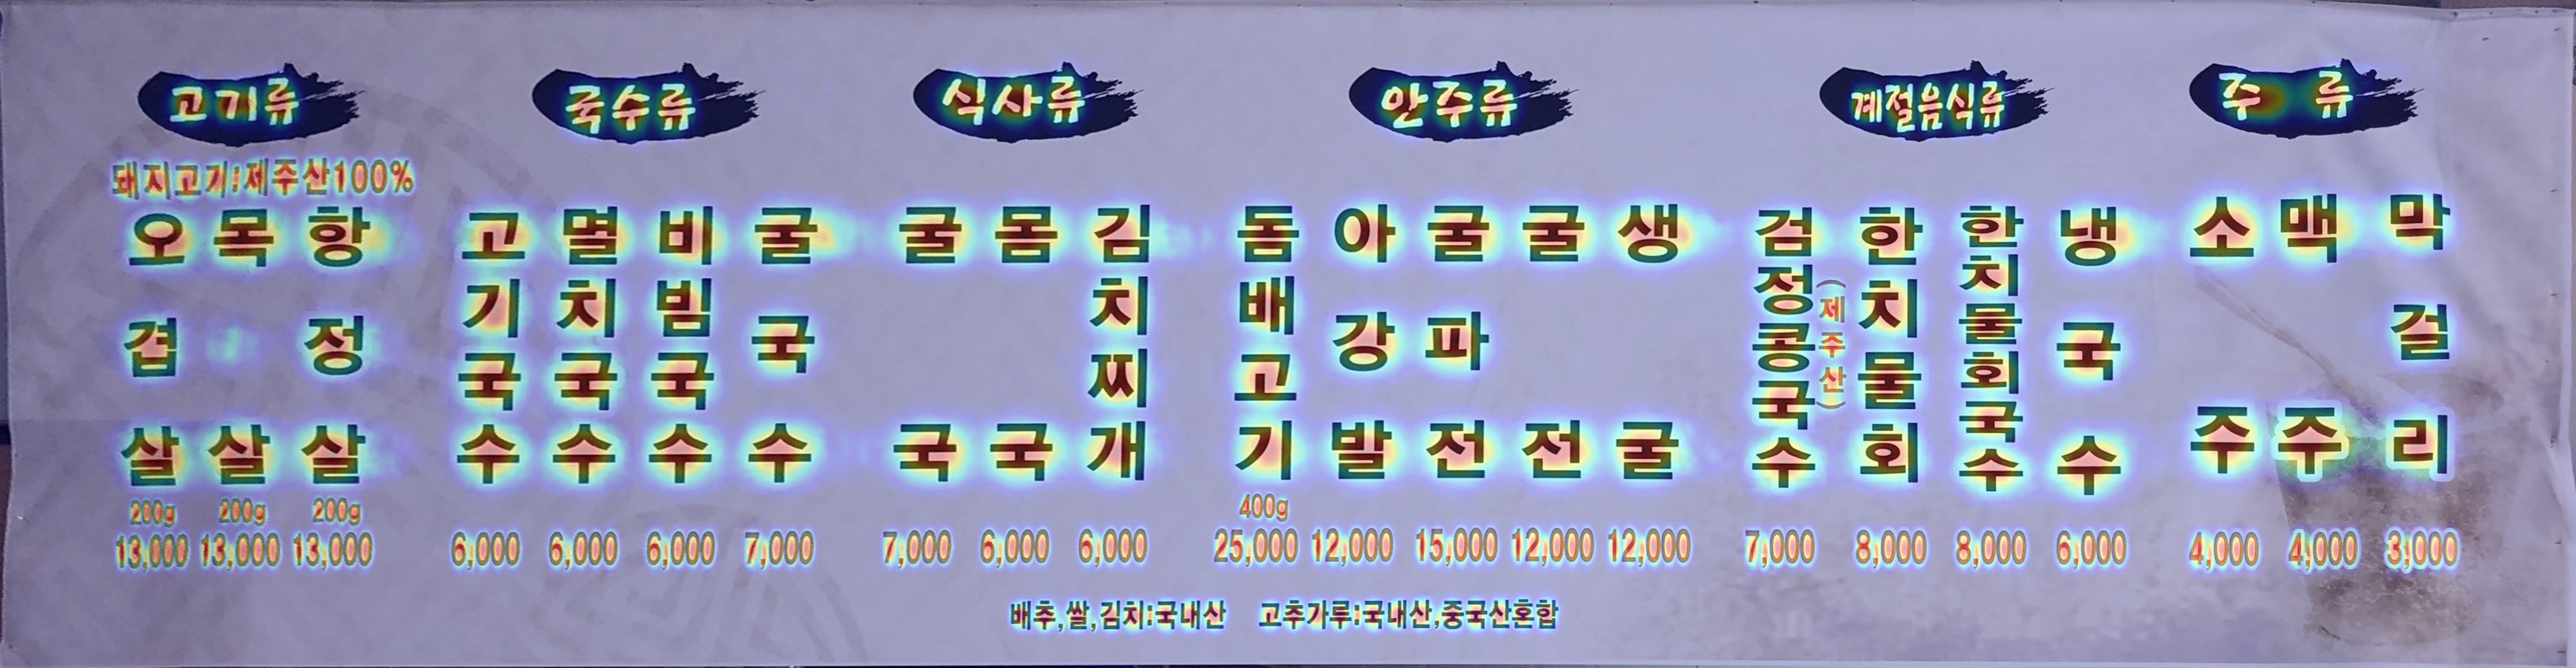 고기류
돼지고기:제주산100%
오겹살 200g 13,000
목살 200g 13,000
항정살 200g 13,000
국수류
고기국수 6,000
멸치국수 6,000
비빔국수 6,000
굴국수 7,000
식사류
굴국 7,000
몸국 6,000
김치찌개 6,000
안주류
돔배고기 400g 25,000
아강발 12,000
굴파전 15,000
굴전 12,000
생굴 12,000
계절음식류
검정콩국수 (제주산) 7,000
한치물회 8,000
한치물회국수 8,000
냉국수 6,000
주 류
소주 4,000
맥주 4,000
막걸리 3,000
배추,쌀,김치:국내산 고추가루:국내산,중국산혼합